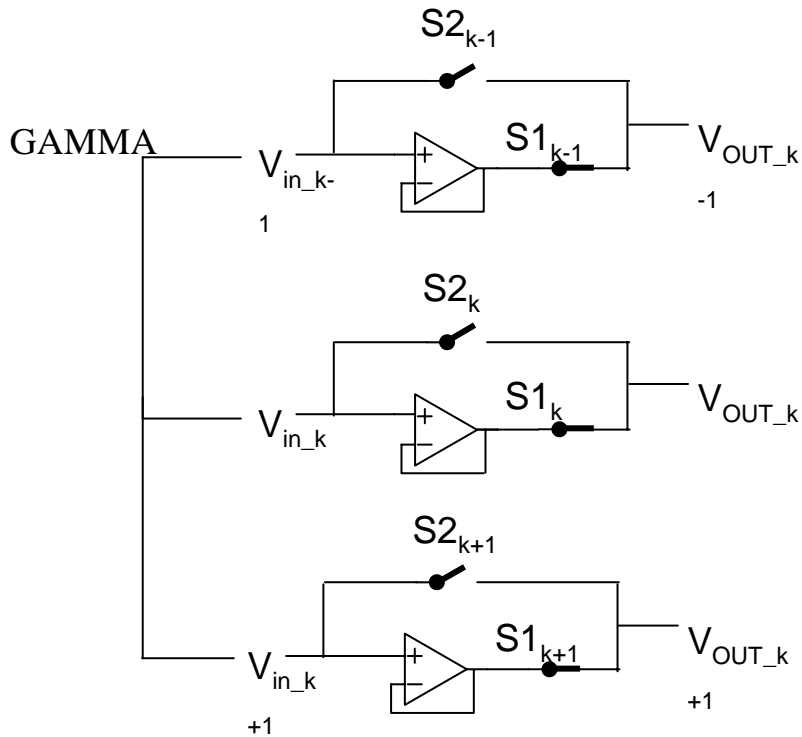 S2k-1
GAMMA
Vin_k-
1
+
−
S1k-1
VOUT_k
-1
S2k
Vin_k
+
−
S1k
VOUT_k
S2k+1
Vin_k
+1
+
−
S1k+1
VOUT_k
+1